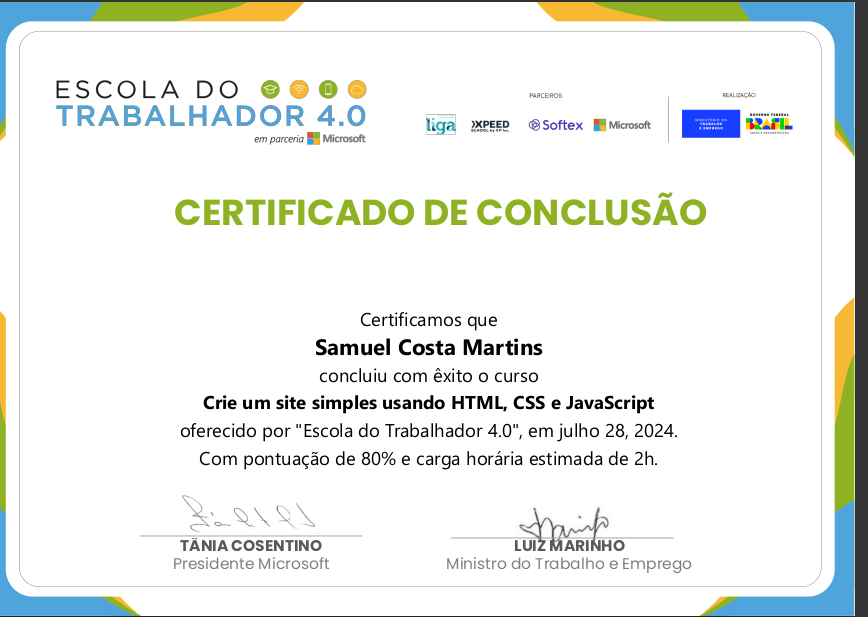 ESCOLA DO
TRABALHADOR 4.0
em parceria Microsoft
PARCEIROS
liga
XPEED
SCHOOL by XP Inc.
Softex
Microsoft
REALIZAÇÃO
MINISTÉRIO DO
TRABALHO
E EMPREGO
GOVERNO FEDERAL
BRASIL
UNIÃO E RECONSTRUÇÃO
CERTIFICADO DE CONCLUSÃO
Certificamos que
Samuel Costa Martins
concluiu com êxito o curso
Crie um site simples usando HTML, CSS e JavaScript
oferecido por "Escola do Trabalhador 4.0", em julho 28, 2024.
Com pontuação de 80% e carga horária estimada de 2h.
TÂNIA COSENTINO
Presidente Microsoft
LUIZ MARINHO
Ministro do Trabalho e Emprego